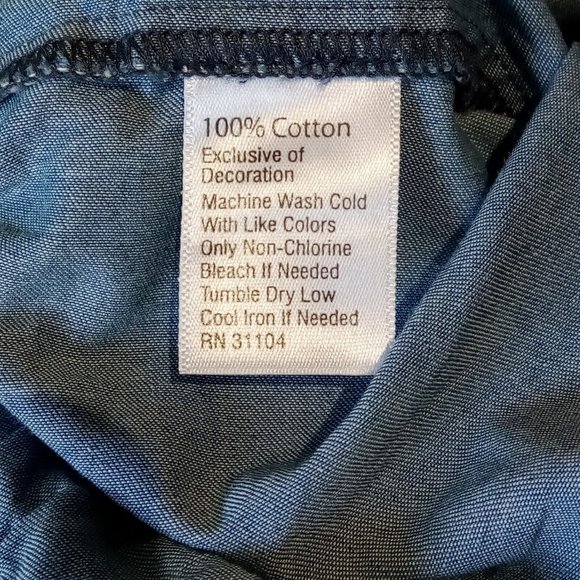 100% Cotton
Exclusive of
Decoration
Machine Wash Cold
With Like Colors
Only Non-Chlorine
Bleach If Needed
Tumble Dry Low
Cool Iron If Needed
RN 31104